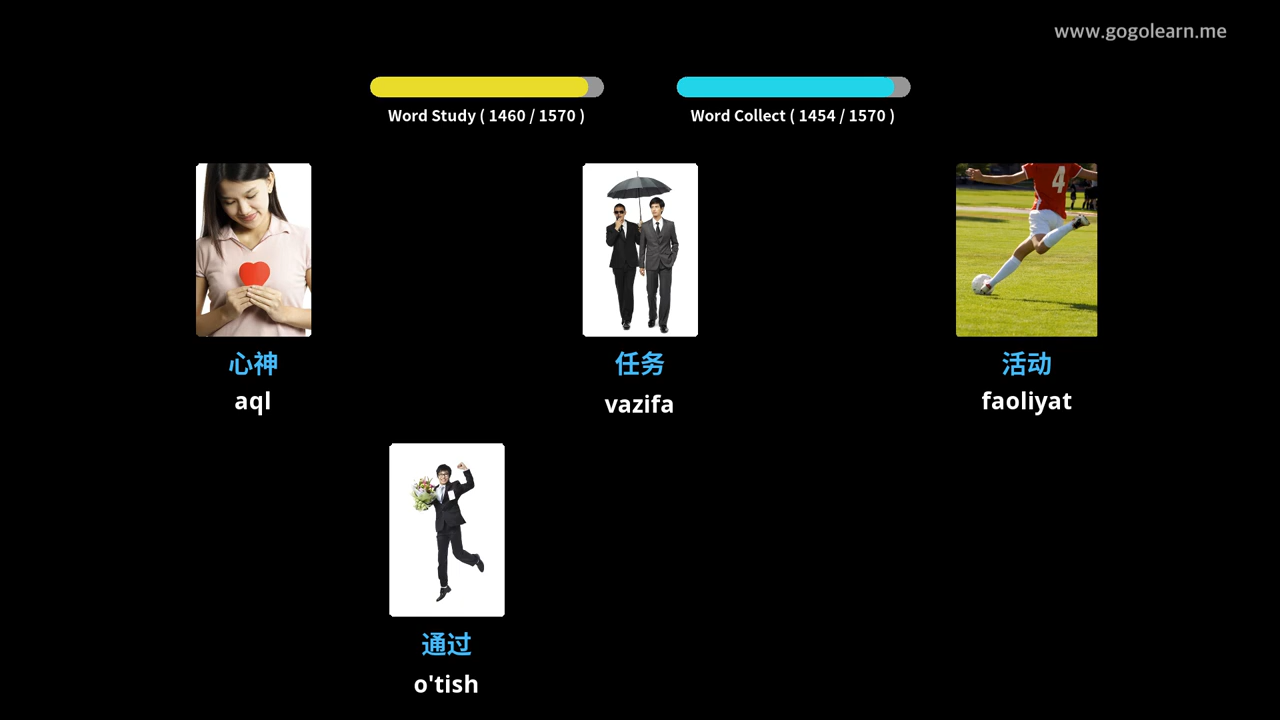 www.gogolearn.me
Word Study ( 1460 / 1570 )
Word Collect ( 1454 / 1570 )
心神
任务
活动
aql
vazifa
faoliyat
4
通过
o'tish